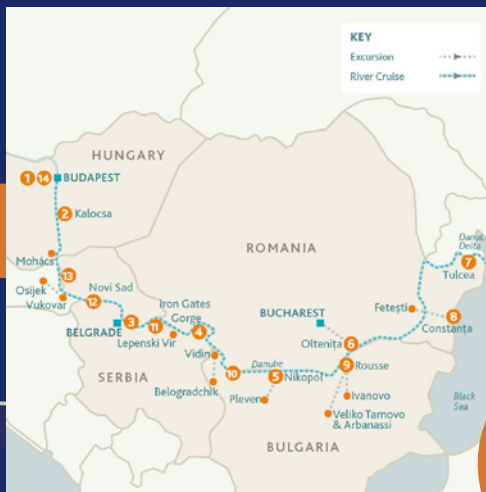 KEY
Excursion
River Cruise
HUNGARY
1 14 BUDAPEST
2 Kalocsa
ROMANIA
Mohács
13
Osijek
Vukovar
12
Novi Sad
3
BELGRADE
11
Lepenski Vir
Iron Gates
Gorge
4
Vidin
SERBIA
Belogradchik
10
Danube
5 Nikopol
Pleven
BUCHAREST
Oltenița 6
9 Rousse
Ivanovo
Veliko Tarnovo
& Arbanassi
BULGARIA
Fetești
8
Constanța
Danube
Delta
7
Tulcea
Black
Sea